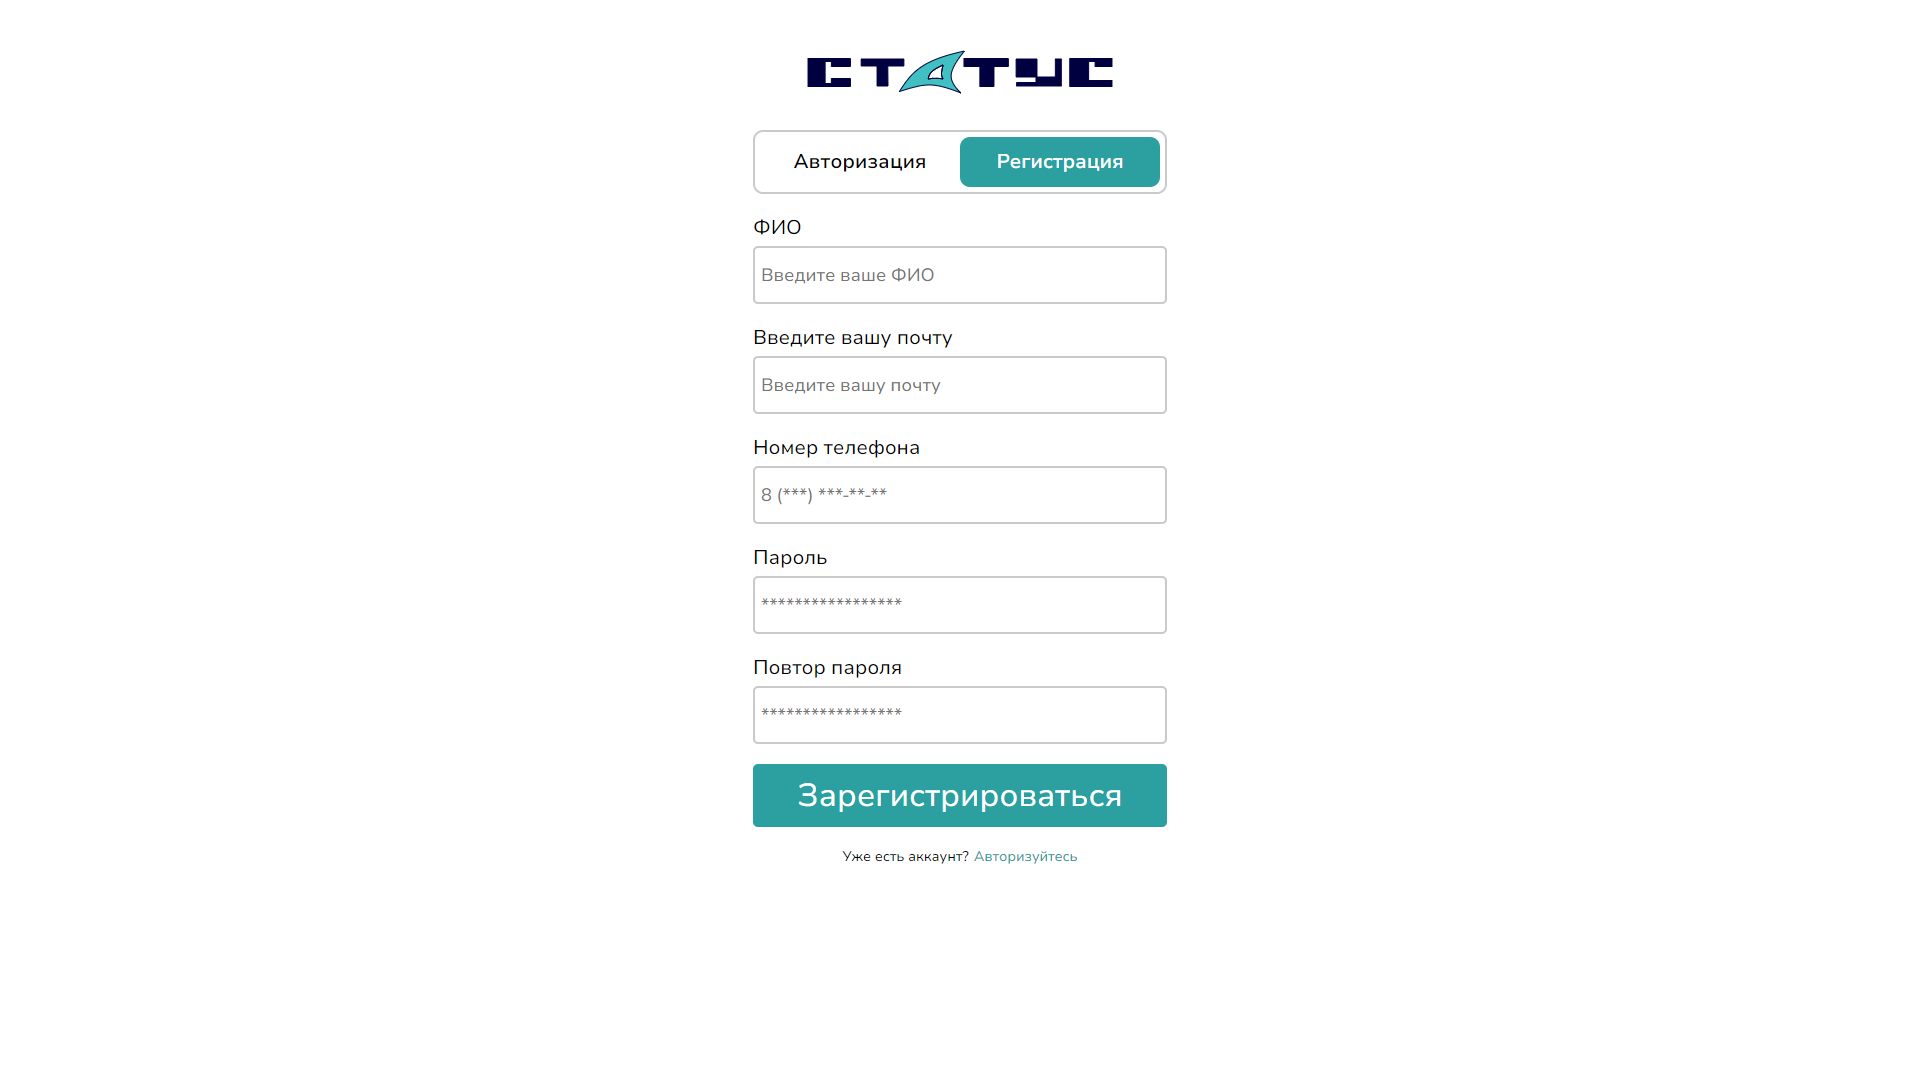 СТАТУС
Авторизация Регистрация
ФИО
Введите ваше ФИО
Введите вашу почту
Введите вашу почту
Номер телефона
8 (***) ***-**-**
Пароль
*****************
Повтор пароля
*****************
Зарегистрироваться
Уже есть аккаунт? Авторизуйтесь